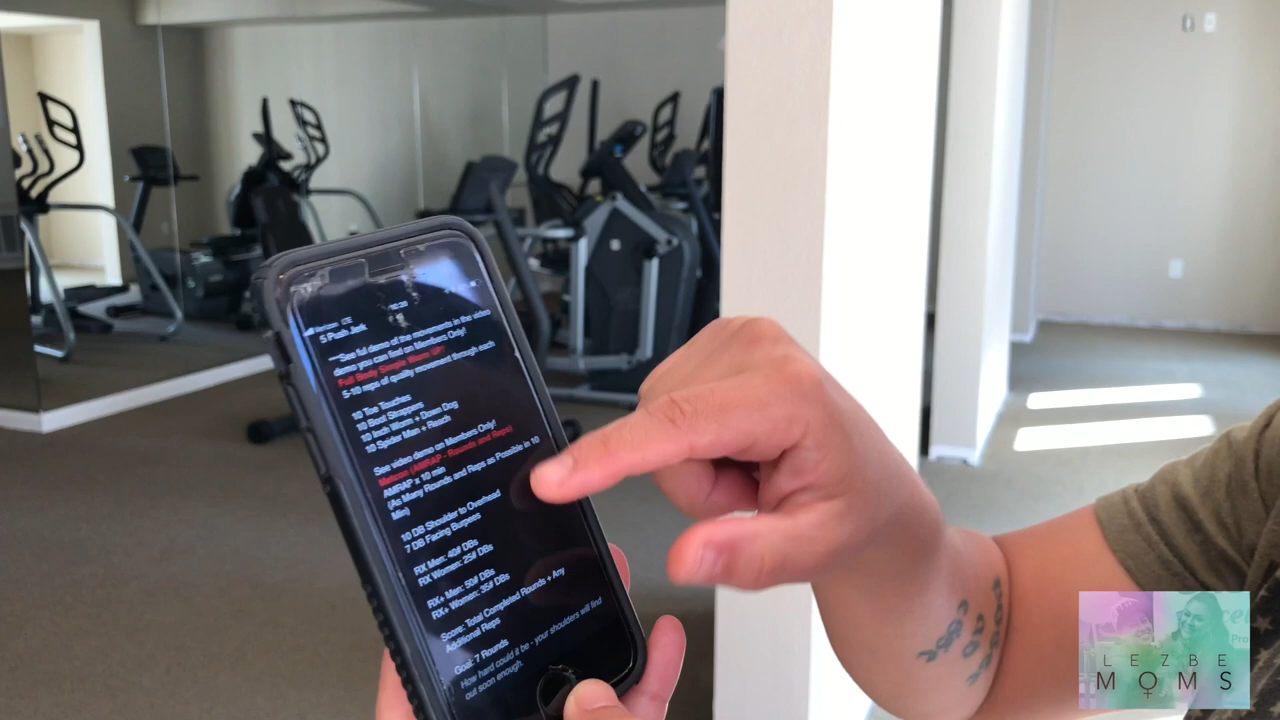 Verizon LTE
5 Push Jerk
***See full demo of the movements in the video
demo you can find on Members Only!
Full Body Simple Warm UP!
5-10 reps of quality movement through each
10 Toe Touches
10 Boot Strappers
10 Inch Worm + Down Dog
10 Spider Man + Reach
See video demo on Members Only!
Metcon (AMRAP - Rounds and Reps)
AMRAP x 10 min
(As Many Rounds and Reps as Possible in 10
Min)
10 DB Shoulder to Overhead
7 DB Facing Burpees
RX Men: 40# DBs
RX Women: 25# DBs
RX+ Men: 50# DBs
RX+ Women: 35# DBs
Score: Total Completed Rounds + Any
Additional Reps
Goal: 7 Rounds
How hard could it be - your shoulders will find
out soon enough.
LEZBE
MOMS